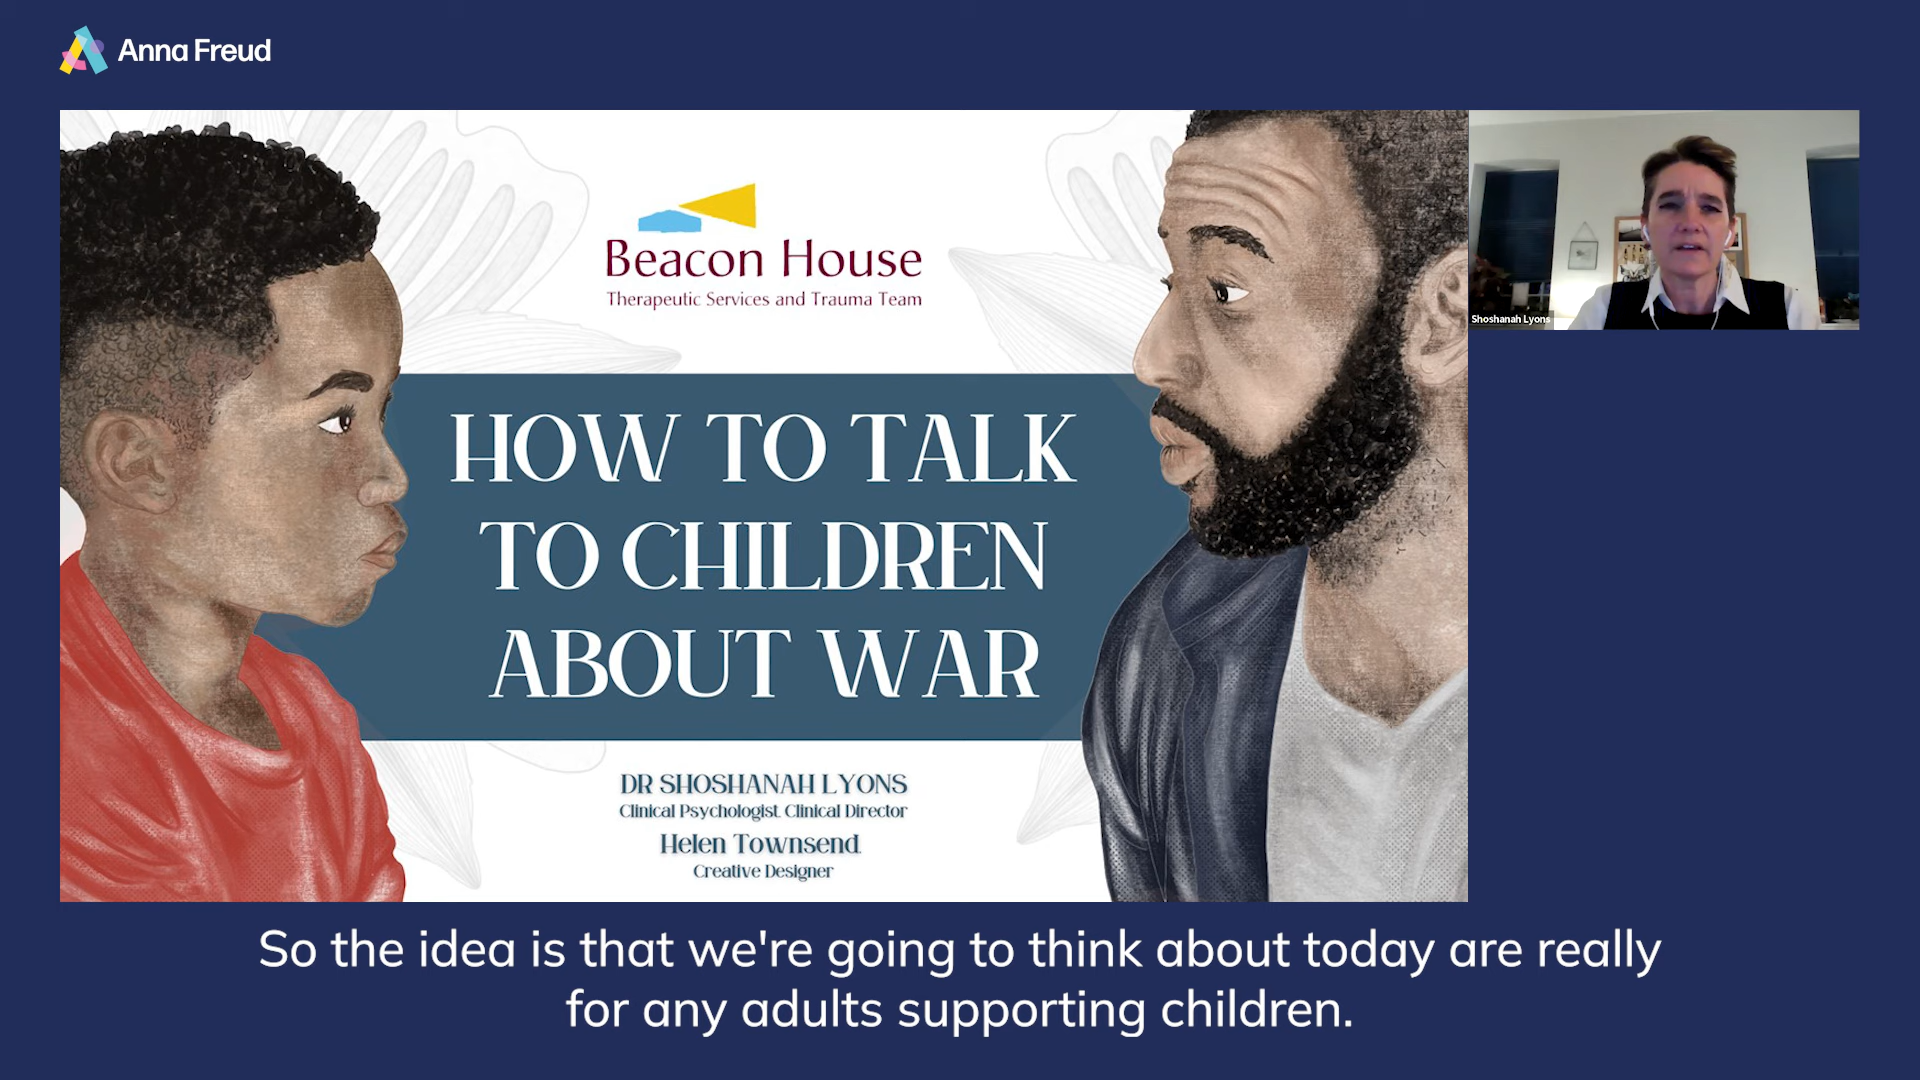 Anna Freud
Beacon House
Therapeutic Services and Trauma Team
HOW TO TALK
TO CHILDREN
ABOUT WAR
DR SHOSHANAH LYONS
Clinical Psychologist, Clinical Director
Helen Townsend
Creative Designer
Shoshanah Lyons
So the idea is that we're going to think about today are really
for any adults supporting children.